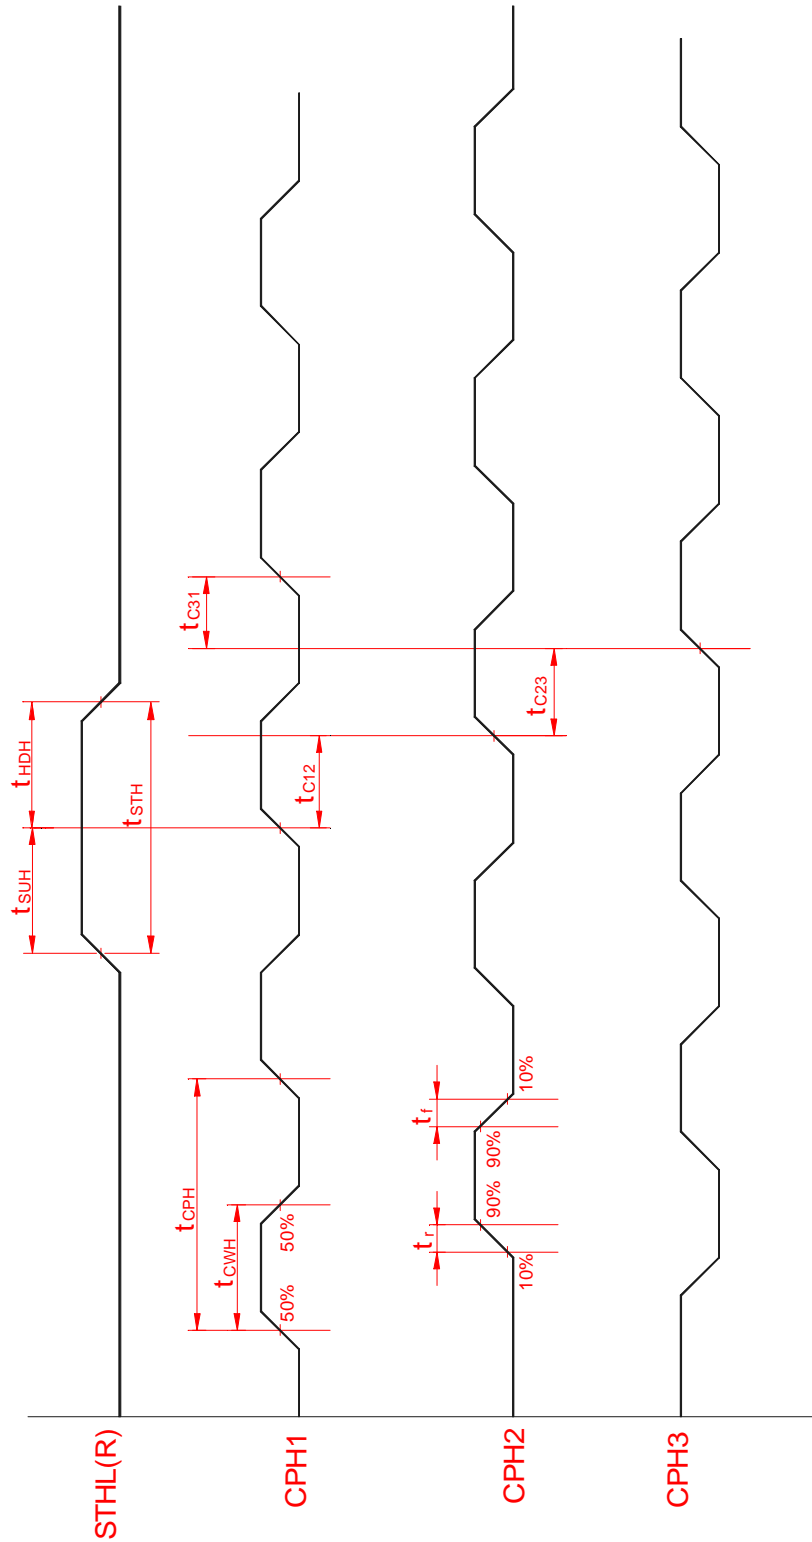 STHL(R)
tSUH
tHDH
tSTH
CPH1
tCPH
tCWH
50%
50%
tC12
tC31
CPH2
tr
tf
10%
90%
90%
10%
tC23
CPH3